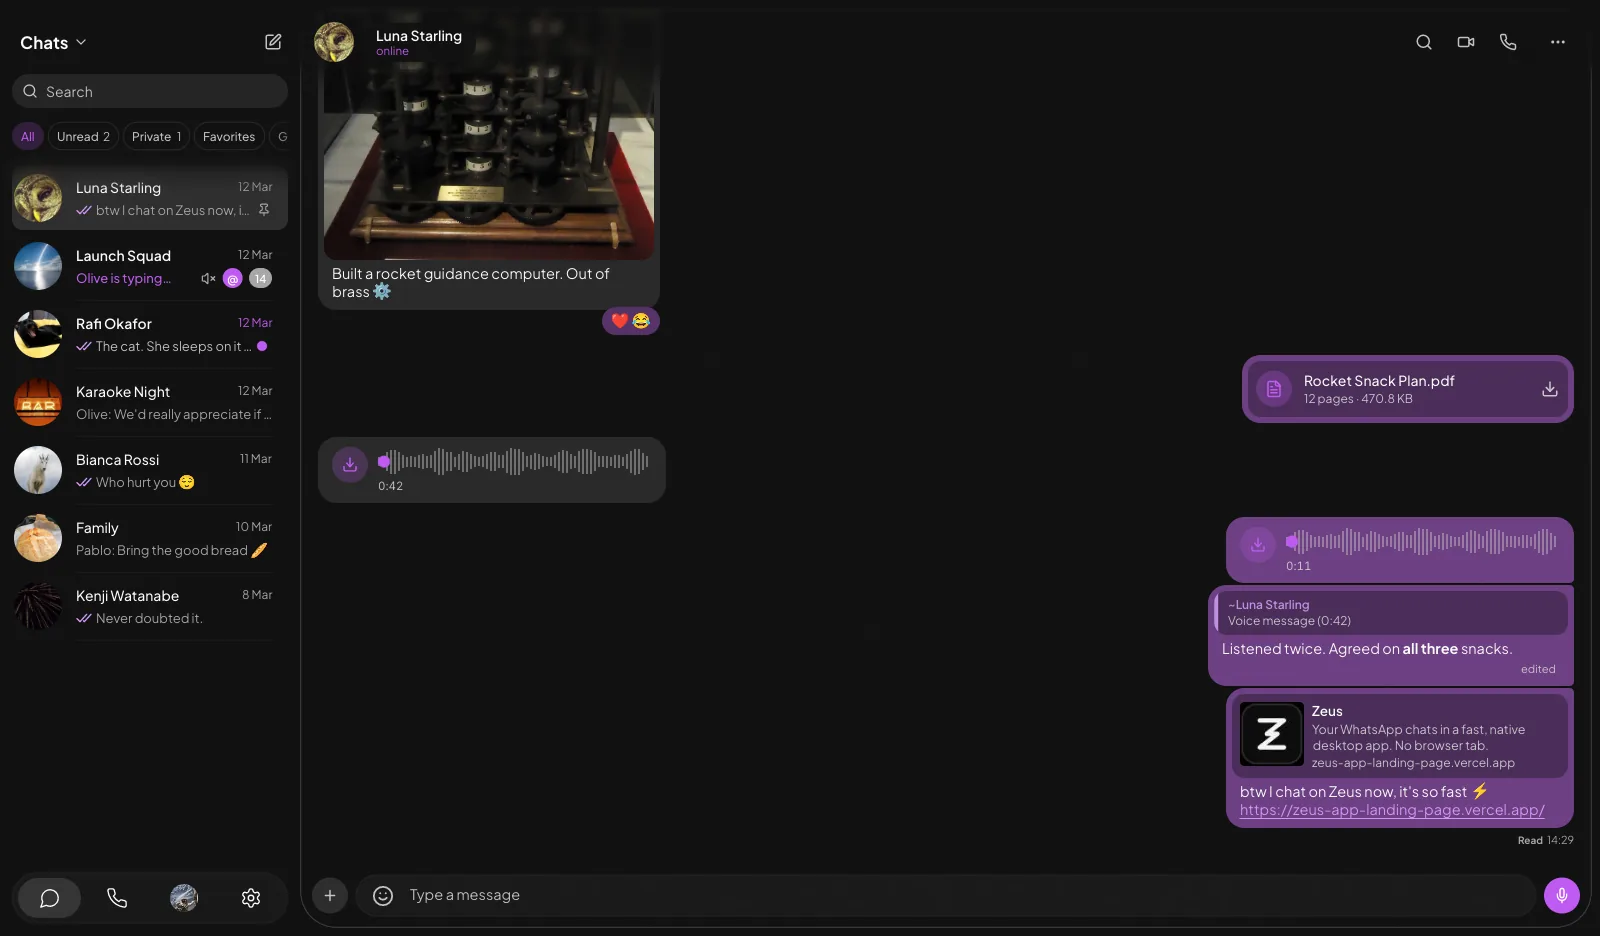 Chats
Search
All
Unread 2
Private 1
Favorites
G
Luna Starling
12 Mar
btw I chat on Zeus now, i...
Launch Squad
12 Mar
Olive is typing...
@
14
Rafi Okafor
12 Mar
The cat. She sleeps on it ...
Karaoke Night
12 Mar
Olive: We'd really appreciate if ...
Bianca Rossi
11 Mar
Who hurt you 😌
Family
10 Mar
Pablo: Bring the good bread 🥖
Kenji Watanabe
8 Mar
Never doubted it.
Luna Starling
online
Built a rocket guidance computer. Out of
brass ⚙️
❤️😂
Rocket Snack Plan.pdf
12 pages · 470.8 KB
0:42
0:11
~Luna Starling
Voice message (0:42)
Listened twice. Agreed on all three snacks.
edited
Zeus
Your WhatsApp chats in a fast, native
desktop app. No browser tab.
zeus-app-landing-page.vercel.app
btw I chat on Zeus now, it's so fast ⚡
https://zeus-app-landing-page.vercel.app/
Read 14:29
Type a message